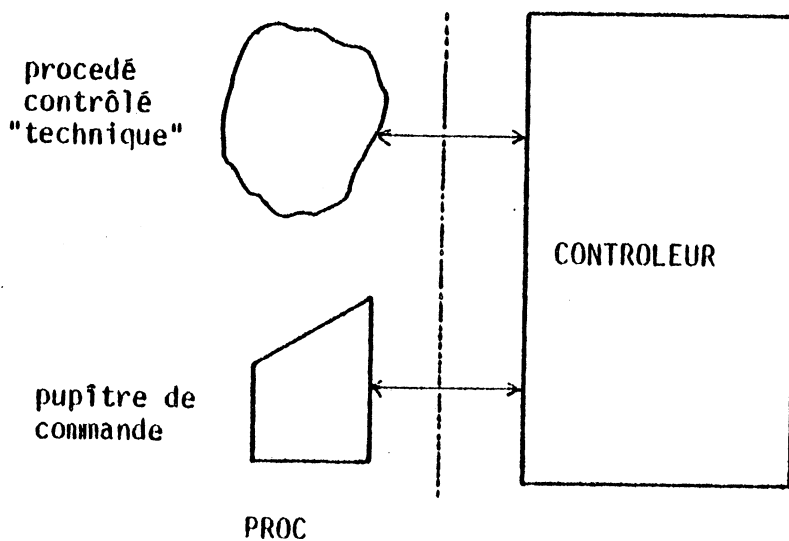 procedé
contrôlé
"technique"
CONTROLEUR
pupître de
commande
PROC